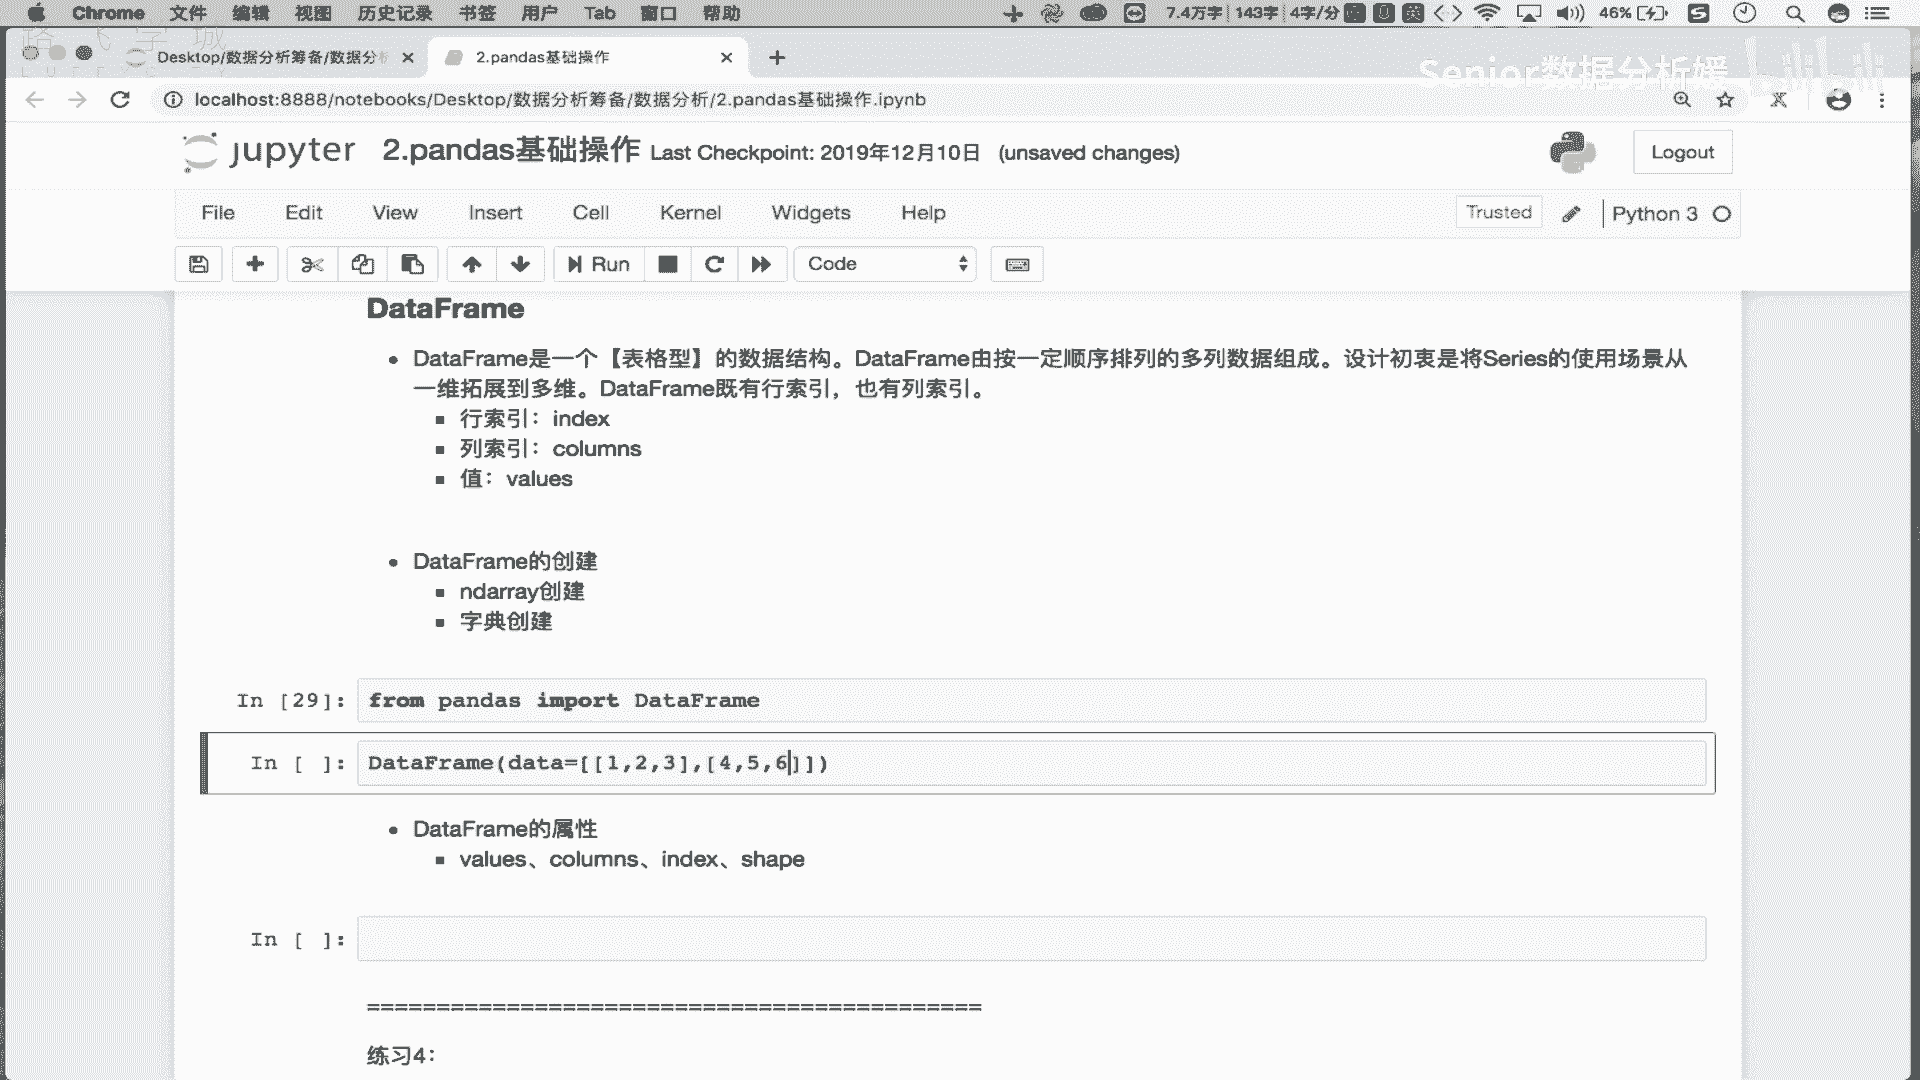 Chrome 文件 编辑 视图 历史记录 书签 用户 Tab 窗口 帮助 7.4万字 143字 4字/分 英 46%
Desktop/数据分析筹备/数据分析 2.pandas基础操作
Senior数据分析媛 bilibili
localhost:8888/notebooks/Desktop/数据分析筹备/数据分析/2.pandas基础操作.ipynb
jupyter 2.pandas基础操作 Last Checkpoint: 2019年12月10日 (unsaved changes) Logout
File Edit View Insert Cell Kernel Widgets Help Trusted Python 3
Run Code
DataFrame
DataFrame是一个【表格型】的数据结构。DataFrame由按一定顺序排列的多列数据组成。设计初衷是将Series的使用场景从
一维拓展到多维。DataFrame既有行索引，也有列索引。
行索引：index
列索引：columns
值：values
DataFrame的创建
ndarray创建
字典创建
In [29]: from pandas import DataFrame
In [ ]: DataFrame(data=[[1,2,3],[4,5,6]])
DataFrame的属性
values、columns、index、shape
In [ ]:
============================================
练习4：